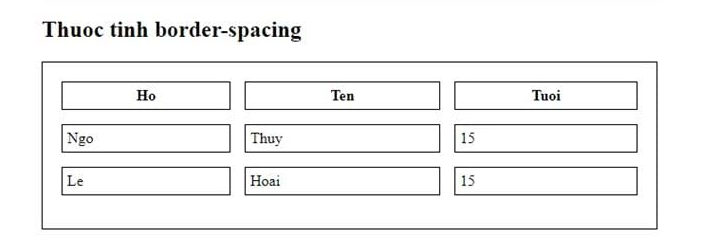 Thuoc tinh border-spacing
Ho Ten Tuoi
Ngo Thuy 15
Le Hoai 15